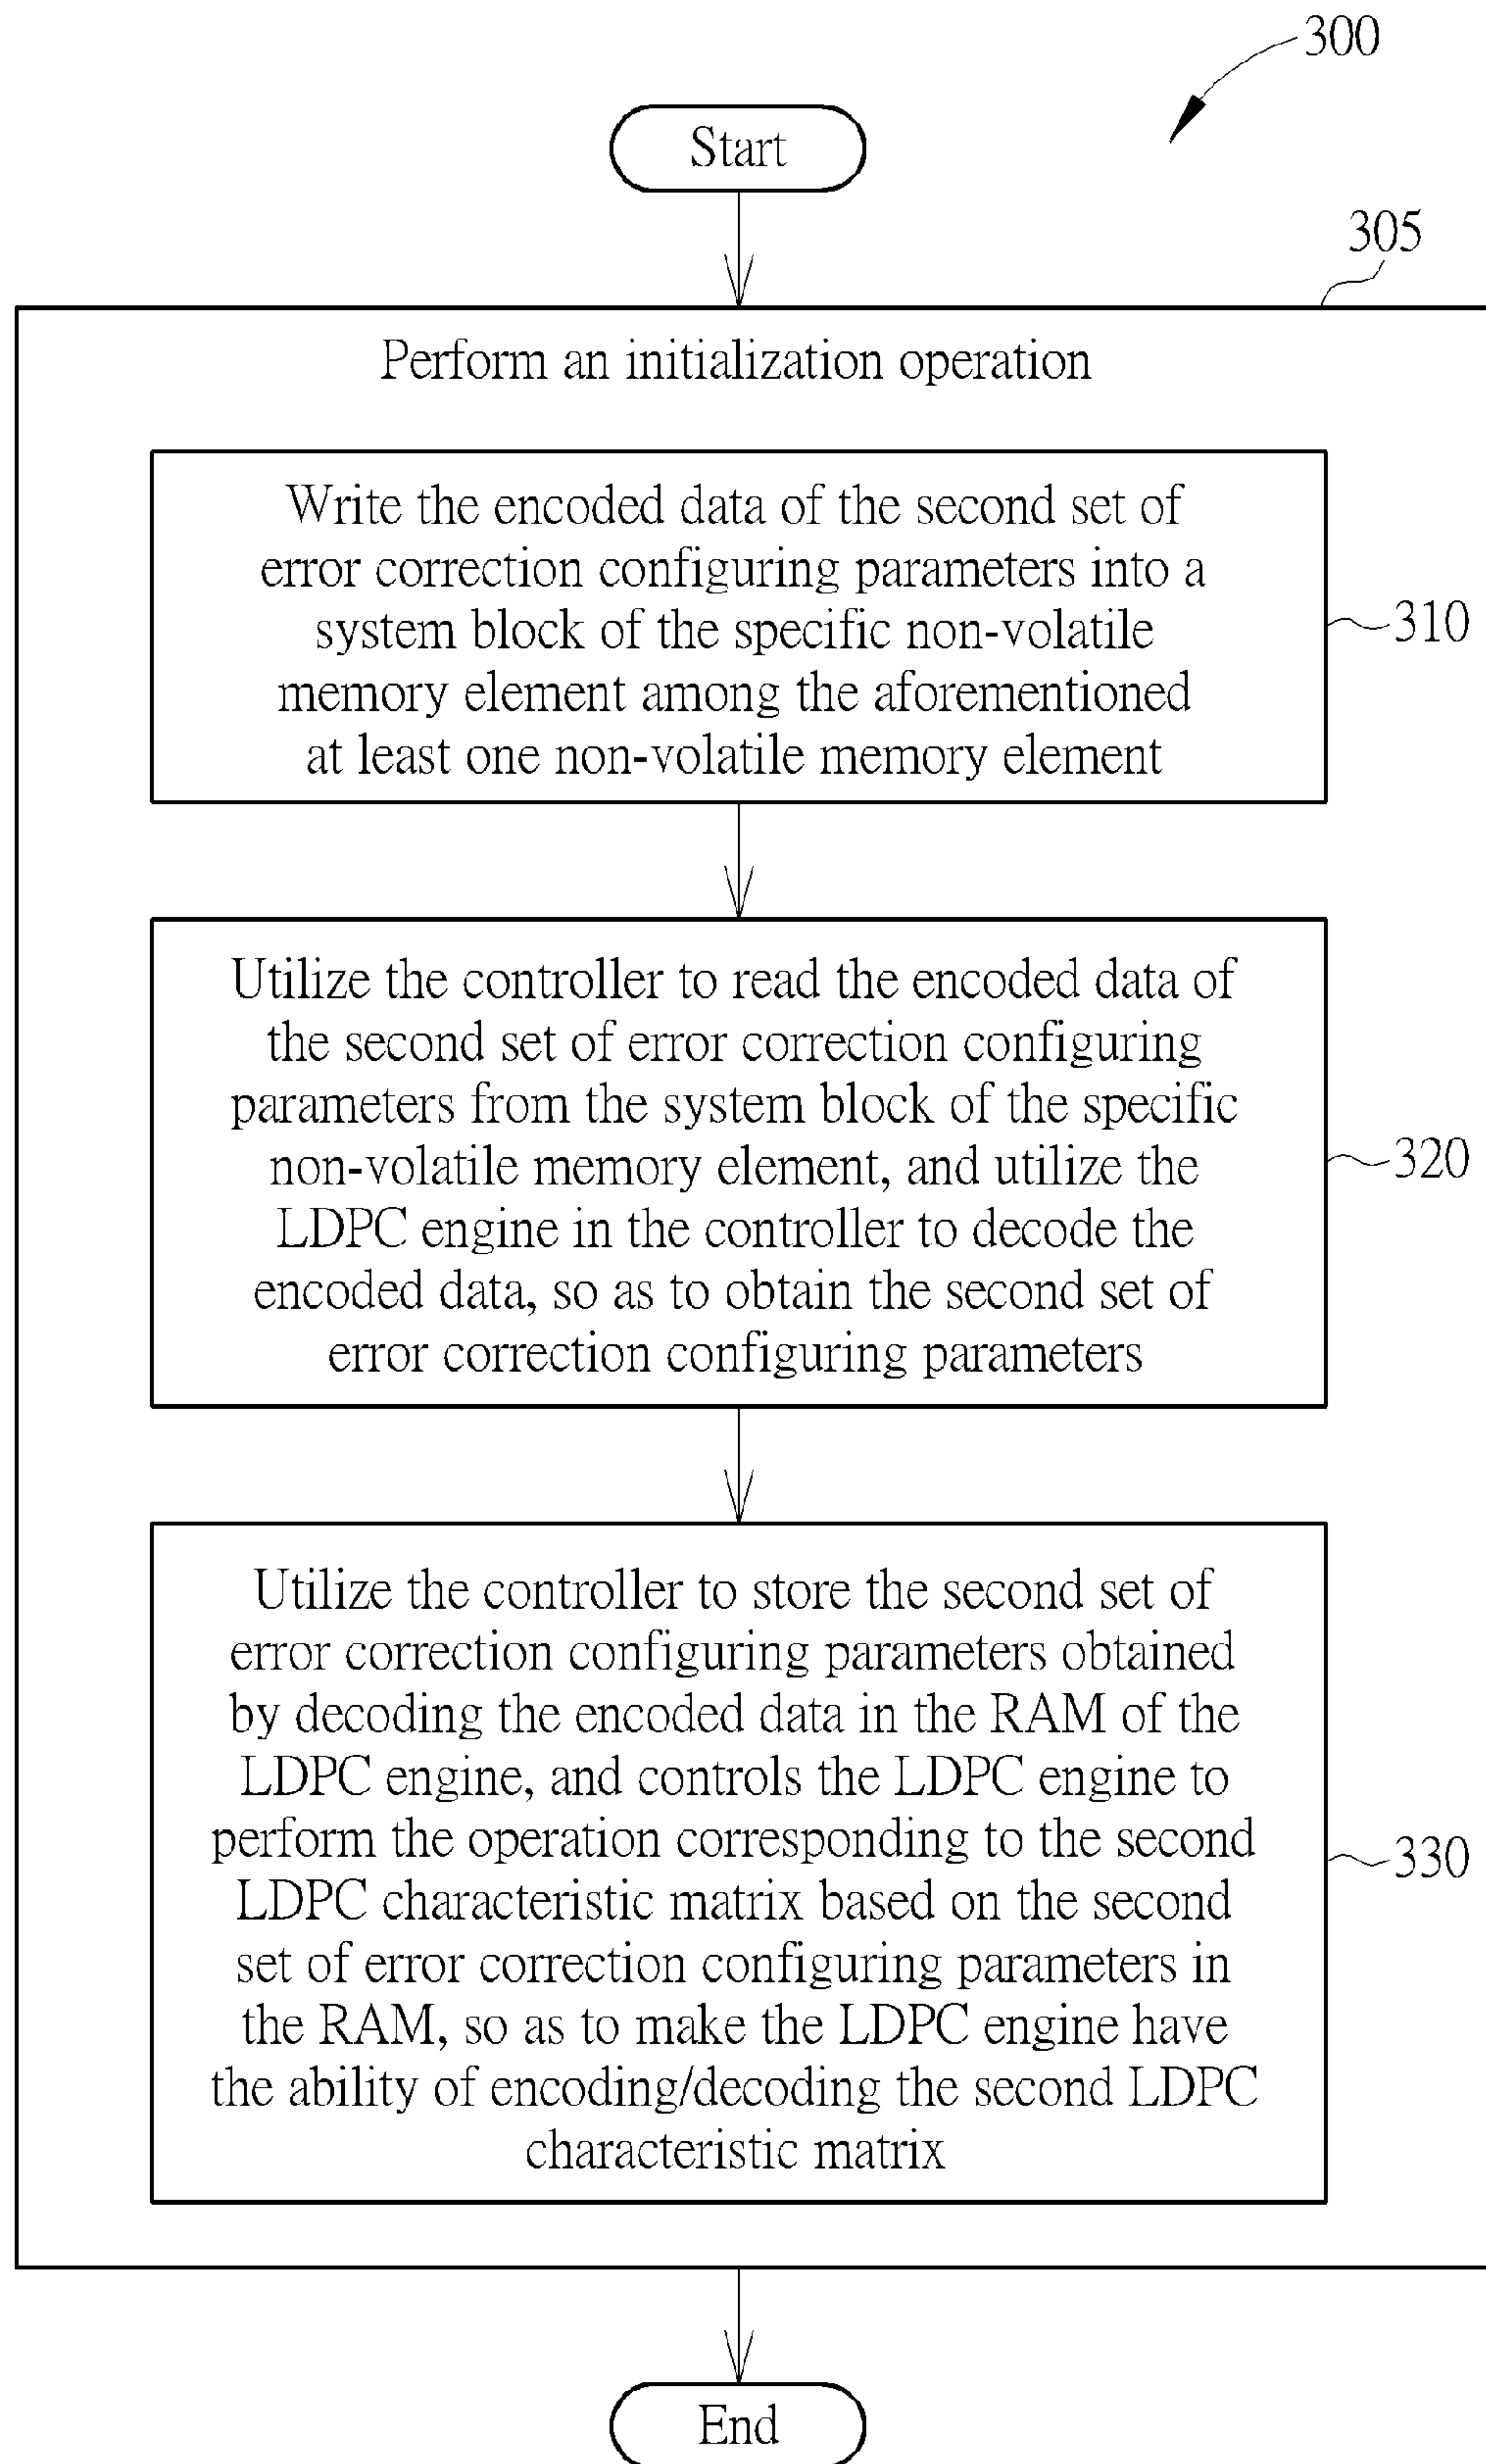 300
Start
305
Perform an initialization operation
Write the encoded data of the second set of
error correction configuring parameters into a
system block of the specific non-volatile
memory element among the aforementioned
at least one non-volatile memory element
310
Utilize the controller to read the encoded data of
the second set of error correction configuring
parameters from the system block of the specific
non-volatile memory element, and utilize the
LDPC engine in the controller to decode the
encoded data, so as to obtain the second set of
error correction configuring parameters
320
Utilize the controller to store the second set of
error correction configuring parameters obtained
by decoding the encoded data in the RAM of the
LDPC engine, and controls the LDPC engine to
perform the operation corresponding to the second
LDPC characteristic matrix based on the second
set of error correction configuring parameters in
the RAM, so as to make the LDPC engine have
the ability of encoding/decoding the second LDPC
characteristic matrix
330
End